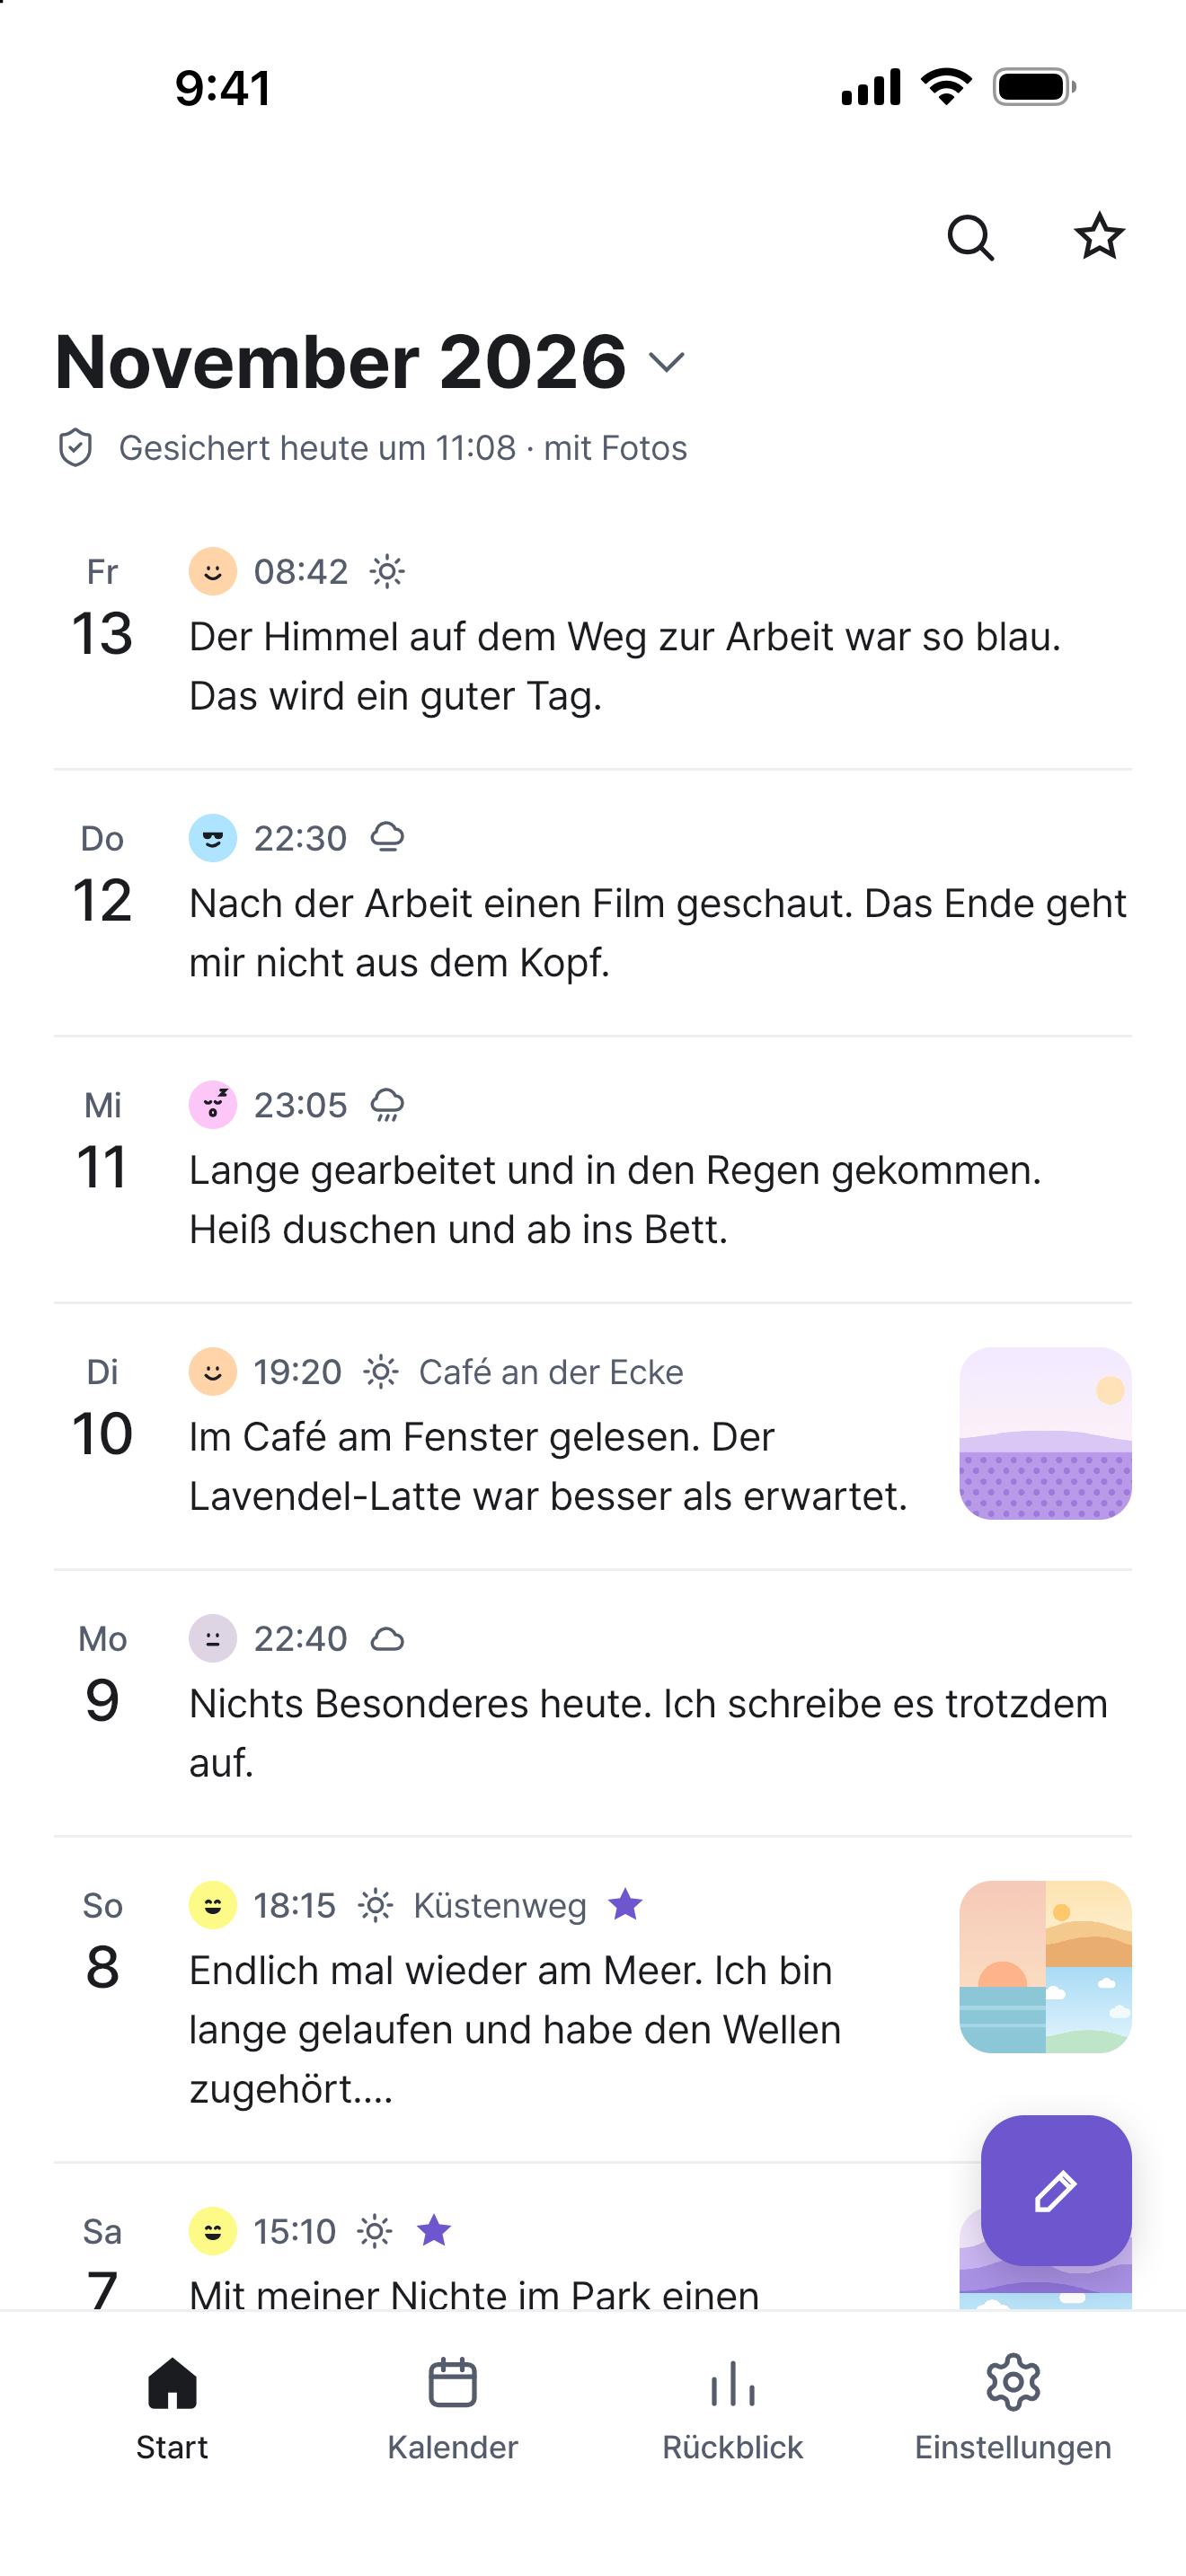 9:41
November 2026
Gesichert heute um 11:08 · mit Fotos
Fr
13
08:42
Der Himmel auf dem Weg zur Arbeit war so blau.
Das wird ein guter Tag.
Do
12
22:30
Nach der Arbeit einen Film geschaut. Das Ende geht
mir nicht aus dem Kopf.
Mi
11
23:05
Lange gearbeitet und in den Regen gekommen.
Heiß duschen und ab ins Bett.
Di
10
19:20 Café an der Ecke
Im Café am Fenster gelesen. Der
Lavendel-Latte war besser als erwartet.
Mo
9
22:40
Nichts Besonderes heute. Ich schreibe es trotzdem
auf.
So
8
18:15 Küstenweg
Endlich mal wieder am Meer. Ich bin
lange gelaufen und habe den Wellen
zugehört....
Sa
7
15:10
Mit meiner Nichte im Park einen
Start
Kalender
Rückblick
Einstellungen